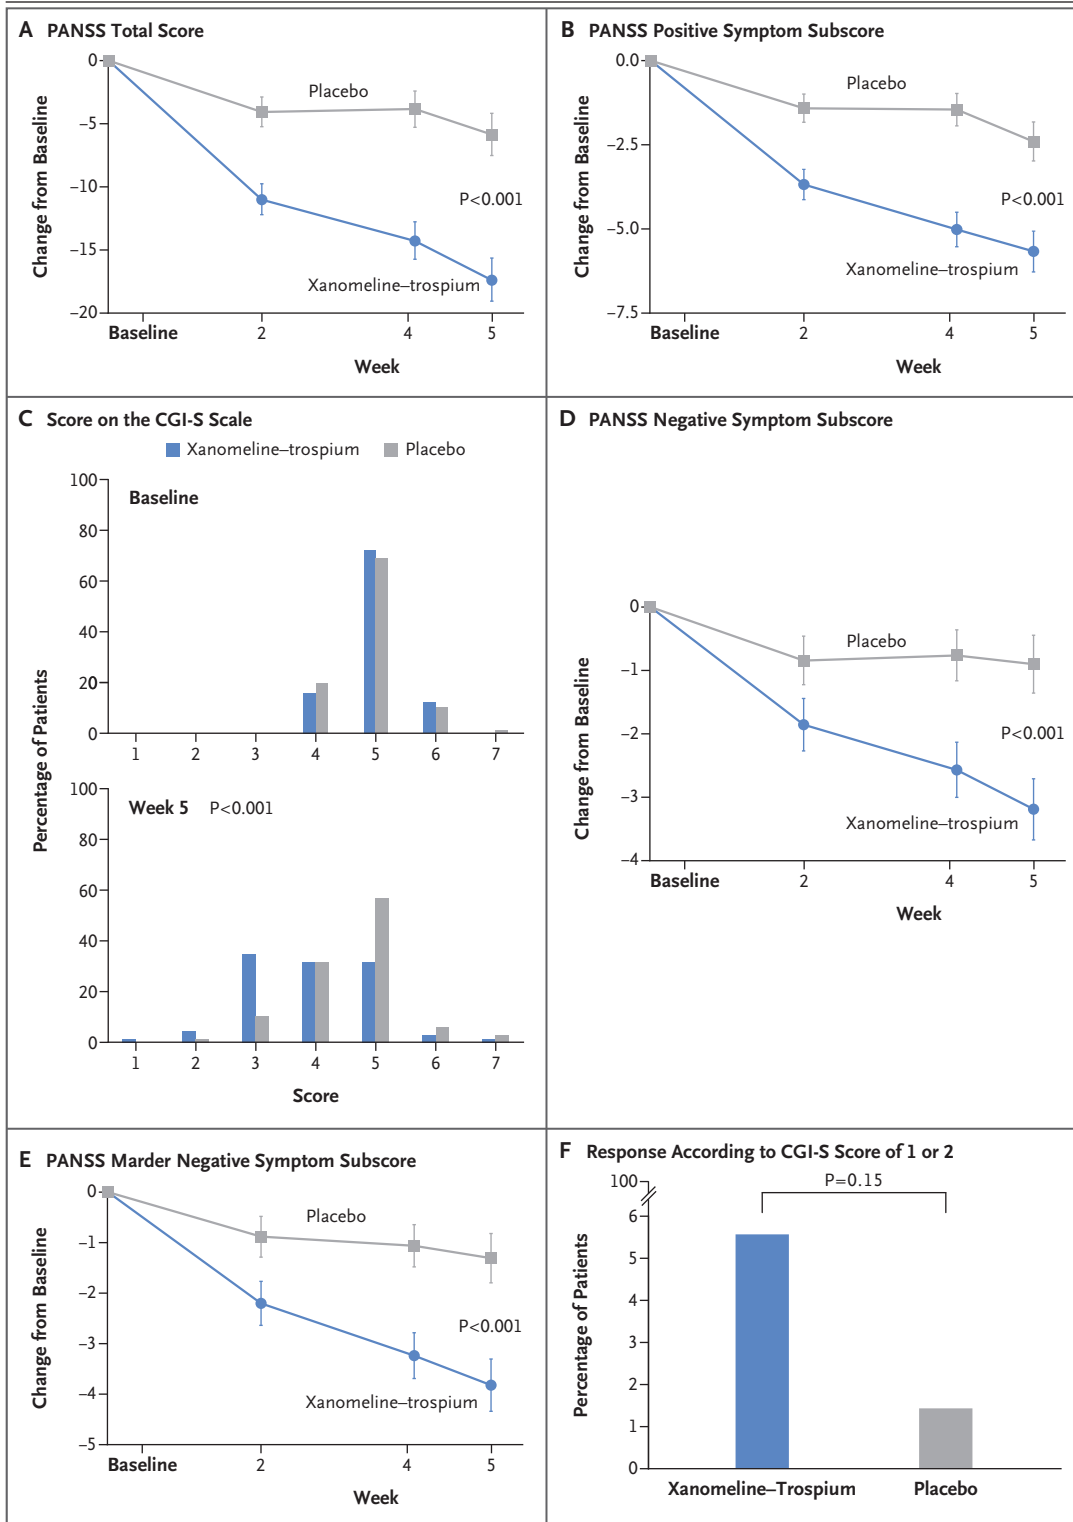 A PANSS Total Score
0
−5
−10
−15
−20
Change from Baseline
Placebo
P<0.001
Xanomeline–trospium
Baseline 2 4 5
Week
B PANSS Positive Symptom Subscore
0.0
−2.5
−5.0
−7.5
Change from Baseline
Placebo
P<0.001
Xanomeline–trospium
Baseline 2 4 5
Week
C Score on the CGI-S Scale
Xanomeline–trospium Placebo
Percentage of Patients
100
80
60
40
20
0
Baseline
1 2 3 4 5 6 7
100
80
60
40
20
0
Week 5 P<0.001
1 2 3 4 5 6 7
Score
D PANSS Negative Symptom Subscore
0
−1
−2
−3
−4
Change from Baseline
Placebo
P<0.001
Xanomeline–trospium
Baseline 2 4 5
Week
E PANSS Marder Negative Symptom Subscore
0
−1
−2
−3
−4
−5
Change from Baseline
Placebo
P<0.001
Xanomeline–trospium
Baseline 2 4 5
Week
F Response According to CGI-S Score of 1 or 2
100
6
5
4
3
2
1
0
Percentage of Patients
P=0.15
Xanomeline–Trospium Placebo